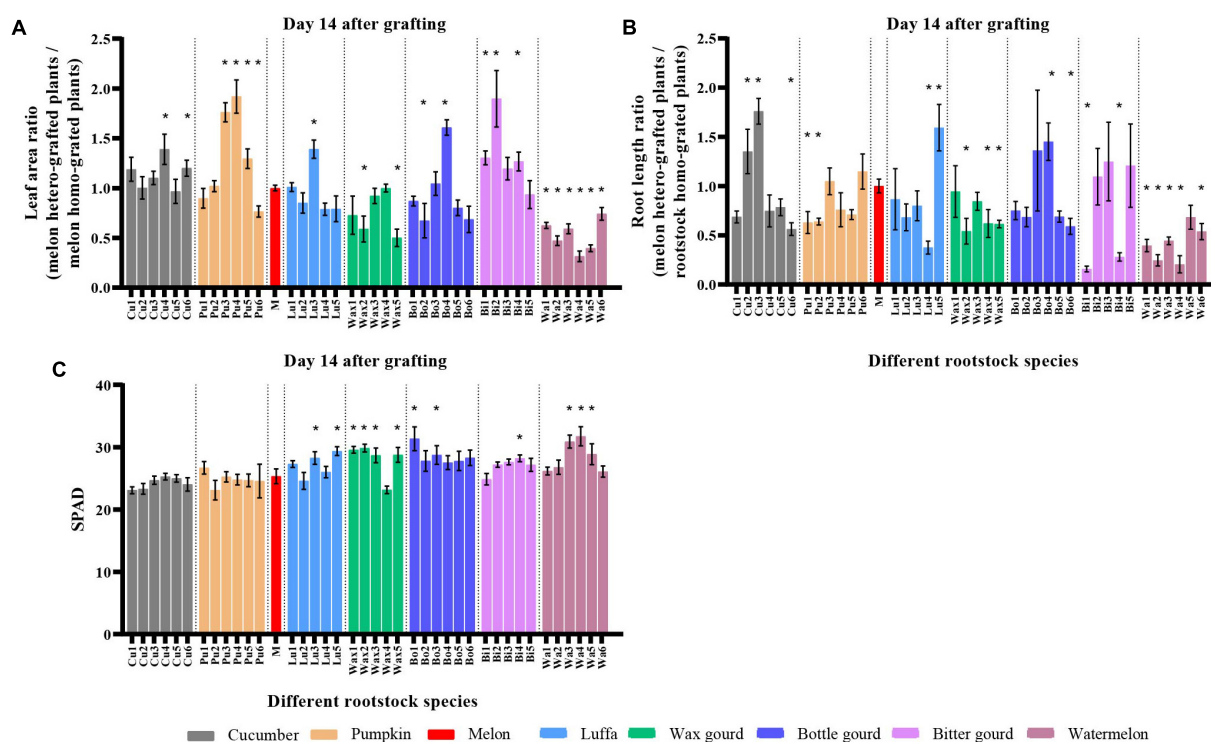 A
Day 14 after grafting
Leaf area ratio
(melon hetero-grafted plants /
melon homo-grated plants)
2.5
2.0
1.5
1.0
0.5
0.0
* * * * * * * * * * * * * * * * * * * *
Cu1 Cu2 Cu3 Cu4 Cu5 Cu6 Pu1 Pu2 Pu3 Pu4 Pu5 Pu6 M Lu1 Lu2 Lu3 Lu4 Lu5 Wax1 Wax2 Wax3 Wax4 Wax5 Bo1 Bo2 Bo3 Bo4 Bo5 Bo6 Bi1 Bi2 Bi3 Bi4 Bi5 Wa1 Wa2 Wa3 Wa4 Wa5 Wa6
B
Day 14 after grafting
Root length ratio
(melon hetero-grafted plants /
rootstock homo-grated plants)
2.5
2.0
1.5
1.0
0.5
0.0
* * * * * * * * * * * * * * * * * * *
Cu1 Cu2 Cu3 Cu4 Cu5 Cu6 Pu1 Pu2 Pu3 Pu4 Pu5 Pu6 M Lu1 Lu2 Lu3 Lu4 Lu5 Wax1 Wax2 Wax3 Wax4 Wax5 Bo1 Bo2 Bo3 Bo4 Bo5 Bo6 Bi1 Bi2 Bi3 Bi4 Bi5 Wa1 Wa2 Wa3 Wa4 Wa5 Wa6
Different rootstock species
C
Day 14 after grafting
SPAD
40
30
20
10
0
* * * * * * * * * * * *
Cu1 Cu2 Cu3 Cu4 Cu5 Cu6 Pu1 Pu2 Pu3 Pu4 Pu5 Pu6 M Lu1 Lu2 Lu3 Lu4 Lu5 Wax1 Wax2 Wax3 Wax4 Wax5 Bo1 Bo2 Bo3 Bo4 Bo5 Bo6 Bi1 Bi2 Bi3 Bi4 Bi5 Wa1 Wa2 Wa3 Wa4 Wa5 Wa6
Different rootstock species
Cucumber Pumpkin Melon Luffa Wax gourd Bottle gourd Bitter gourd Watermelon